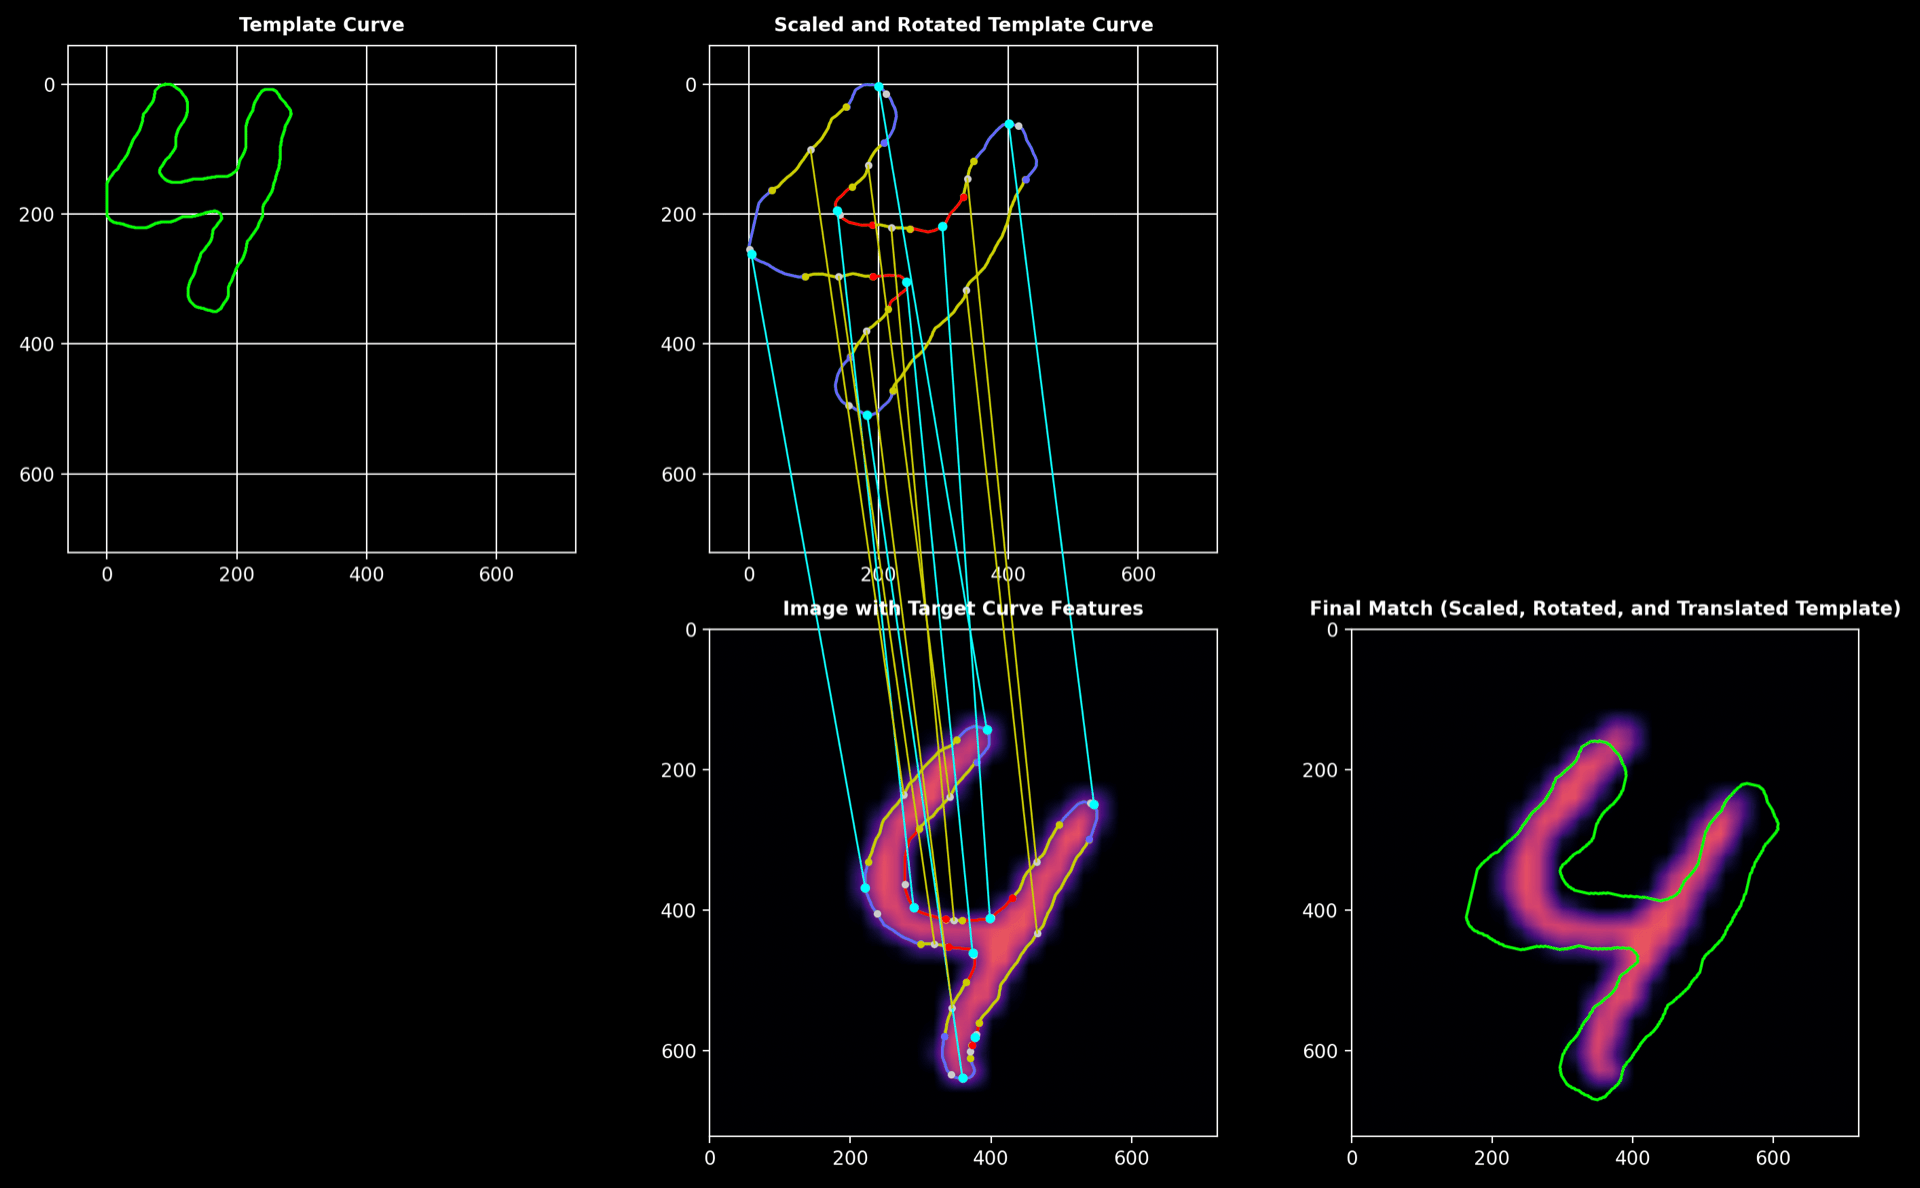 Template Curve
Scaled and Rotated Template Curve
0
200
400
600
0 200 400 600
0
200
400
600
0 200 400 600
Image with Target Curve Features
Final Match (Scaled, Rotated, and Translated Template)
0
200
400
600
0 200 400 600
0
200
400
600
0 200 400 600